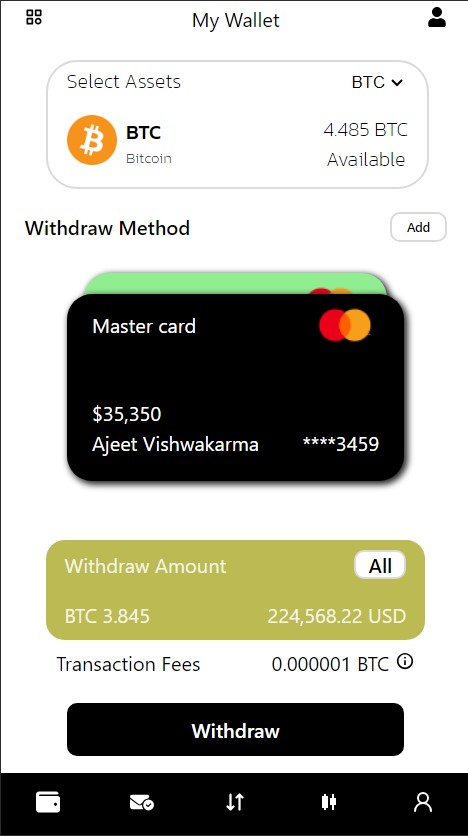 My Wallet
Select Assets BTC
BTC 4.485 BTC
Bitcoin Available
Withdraw Method Add
Master card
$35,350
Ajeet Vishwakarma ****3459
Withdraw Amount All
BTC 3.845 224,568.22 USD
Transaction Fees 0.000001 BTC
Withdraw